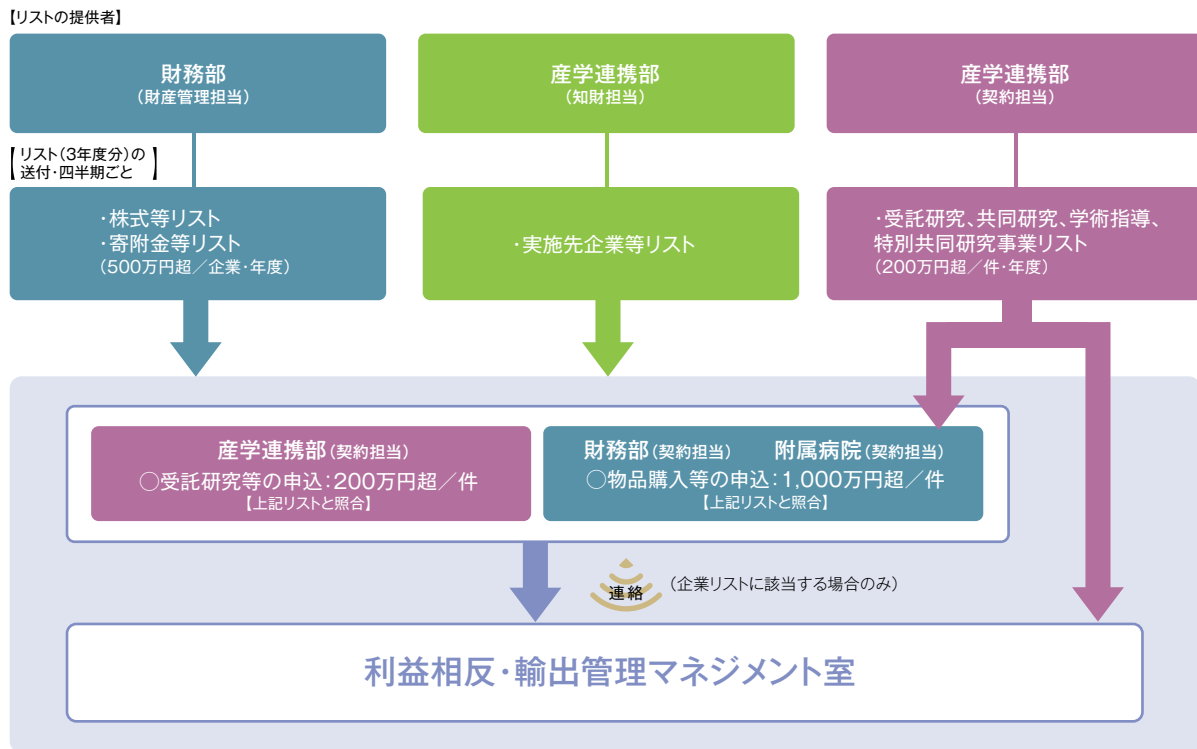 【リストの提供者】
財務部
（財産管理担当）
産学連携部
（知財担当）
産学連携部
（契約担当）
【リスト（3年度分）の
送付・四半期ごと】
・株式等リスト
・寄附金等リスト
（500万円超／企業・年度）
・実施先企業等リスト
・受託研究、共同研究、学術指導、
特別共同研究事業リスト
（200万円超／件・年度）
産学連携部（契約担当）
○受託研究等の申込：200万円超／件
【上記リストと照合】
財務部（契約担当） 附属病院（契約担当）
○物品購入等の申込：1,000万円超／件
【上記リストと照合】
連絡
（企業リストに該当する場合のみ）
利益相反・輸出管理マネジメント室